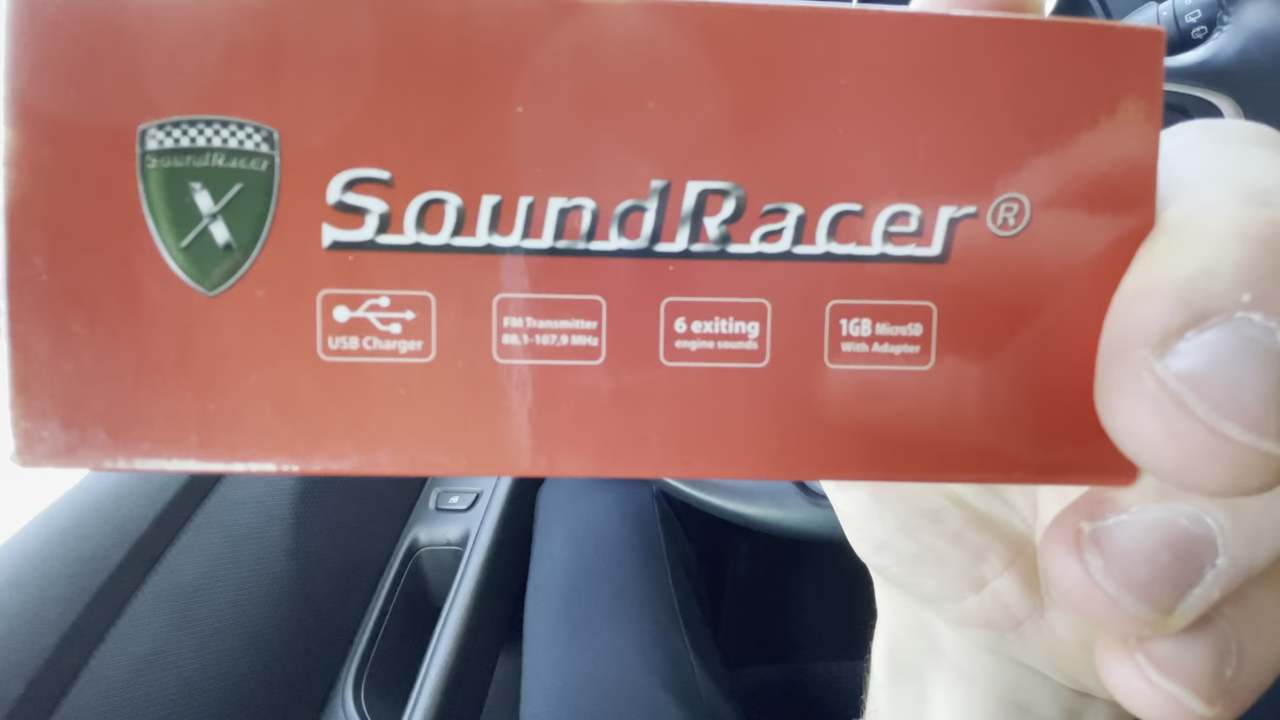 SoundRacer
SoundRacer®
USB Charger
FM Transmitter
88,1-107,9 MHz
6 exiting
engine sounds
1GB MicroSD
With Adapter